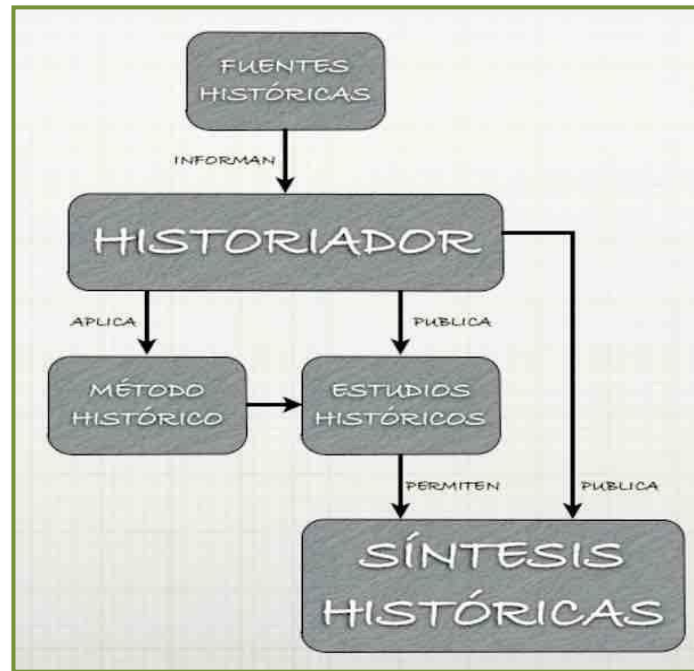 FUENTES
HISTÓRICAS
INFORMAN
HISTORIADOR
APLICA
PUBLICA
MÉTODO
HISTÓRICO
ESTUDIOS
HISTÓRICOS
PERMITEN
PUBLICA
SÍNTESIS
HISTÓRICAS